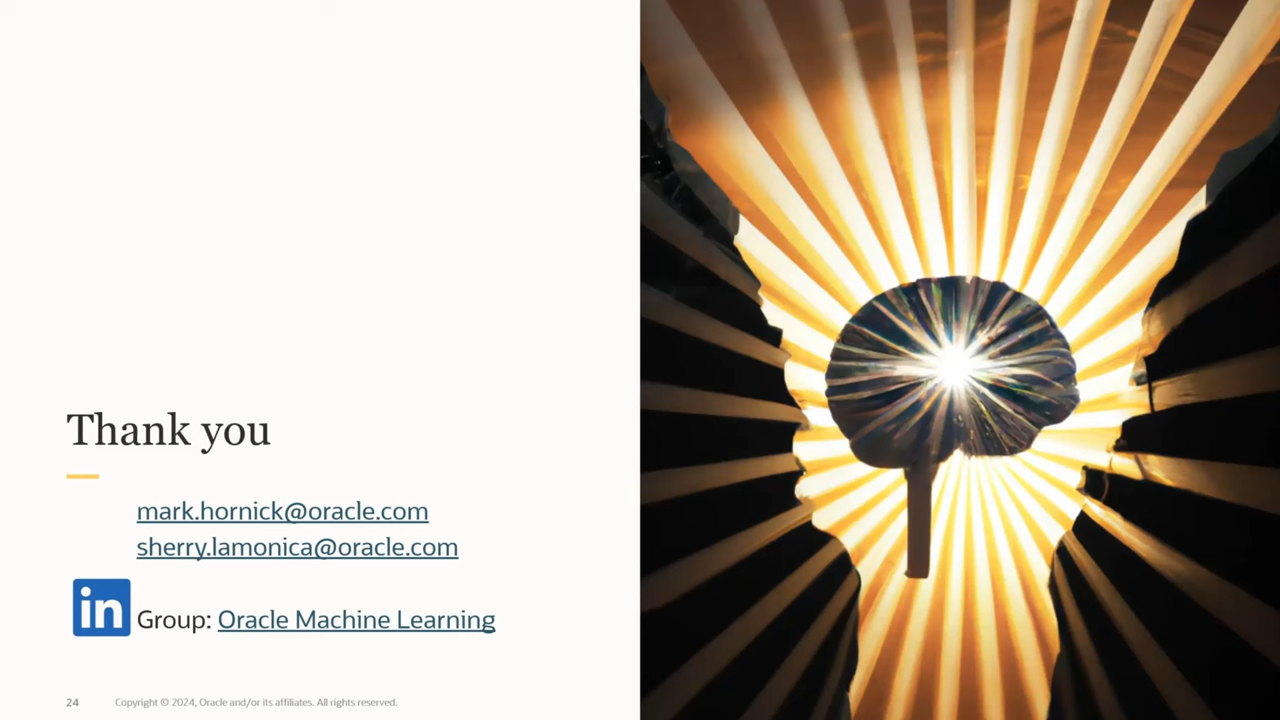 Thank you
mark.hornick@oracle.com
sherry.lamonica@oracle.com
in Group: Oracle Machine Learning
24 Copyright © 2024, Oracle and/or its affiliates. All rights reserved.